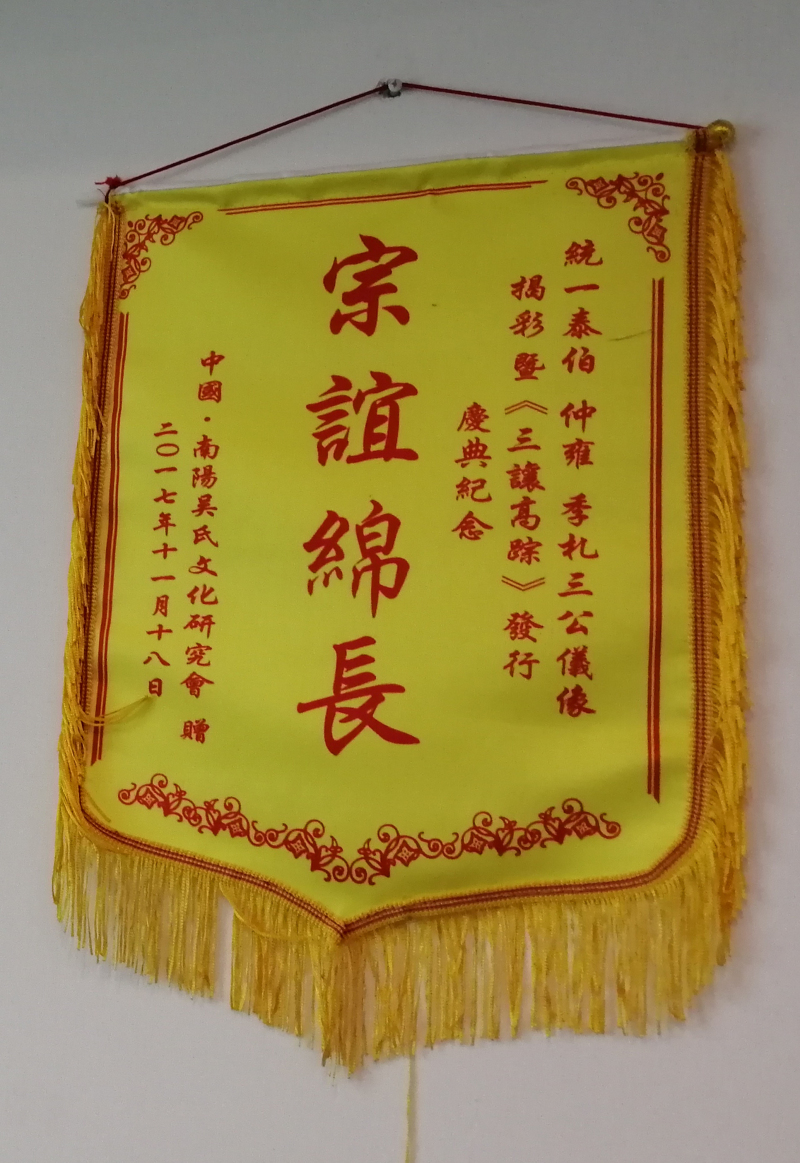 統一泰伯 仲雍 季札三公儀像
揭彩暨《三讓高踪》發行
慶典紀念
宗誼綿長
中國·南陽吴氏文化研究會 贈
二〇一七年十一月十八日